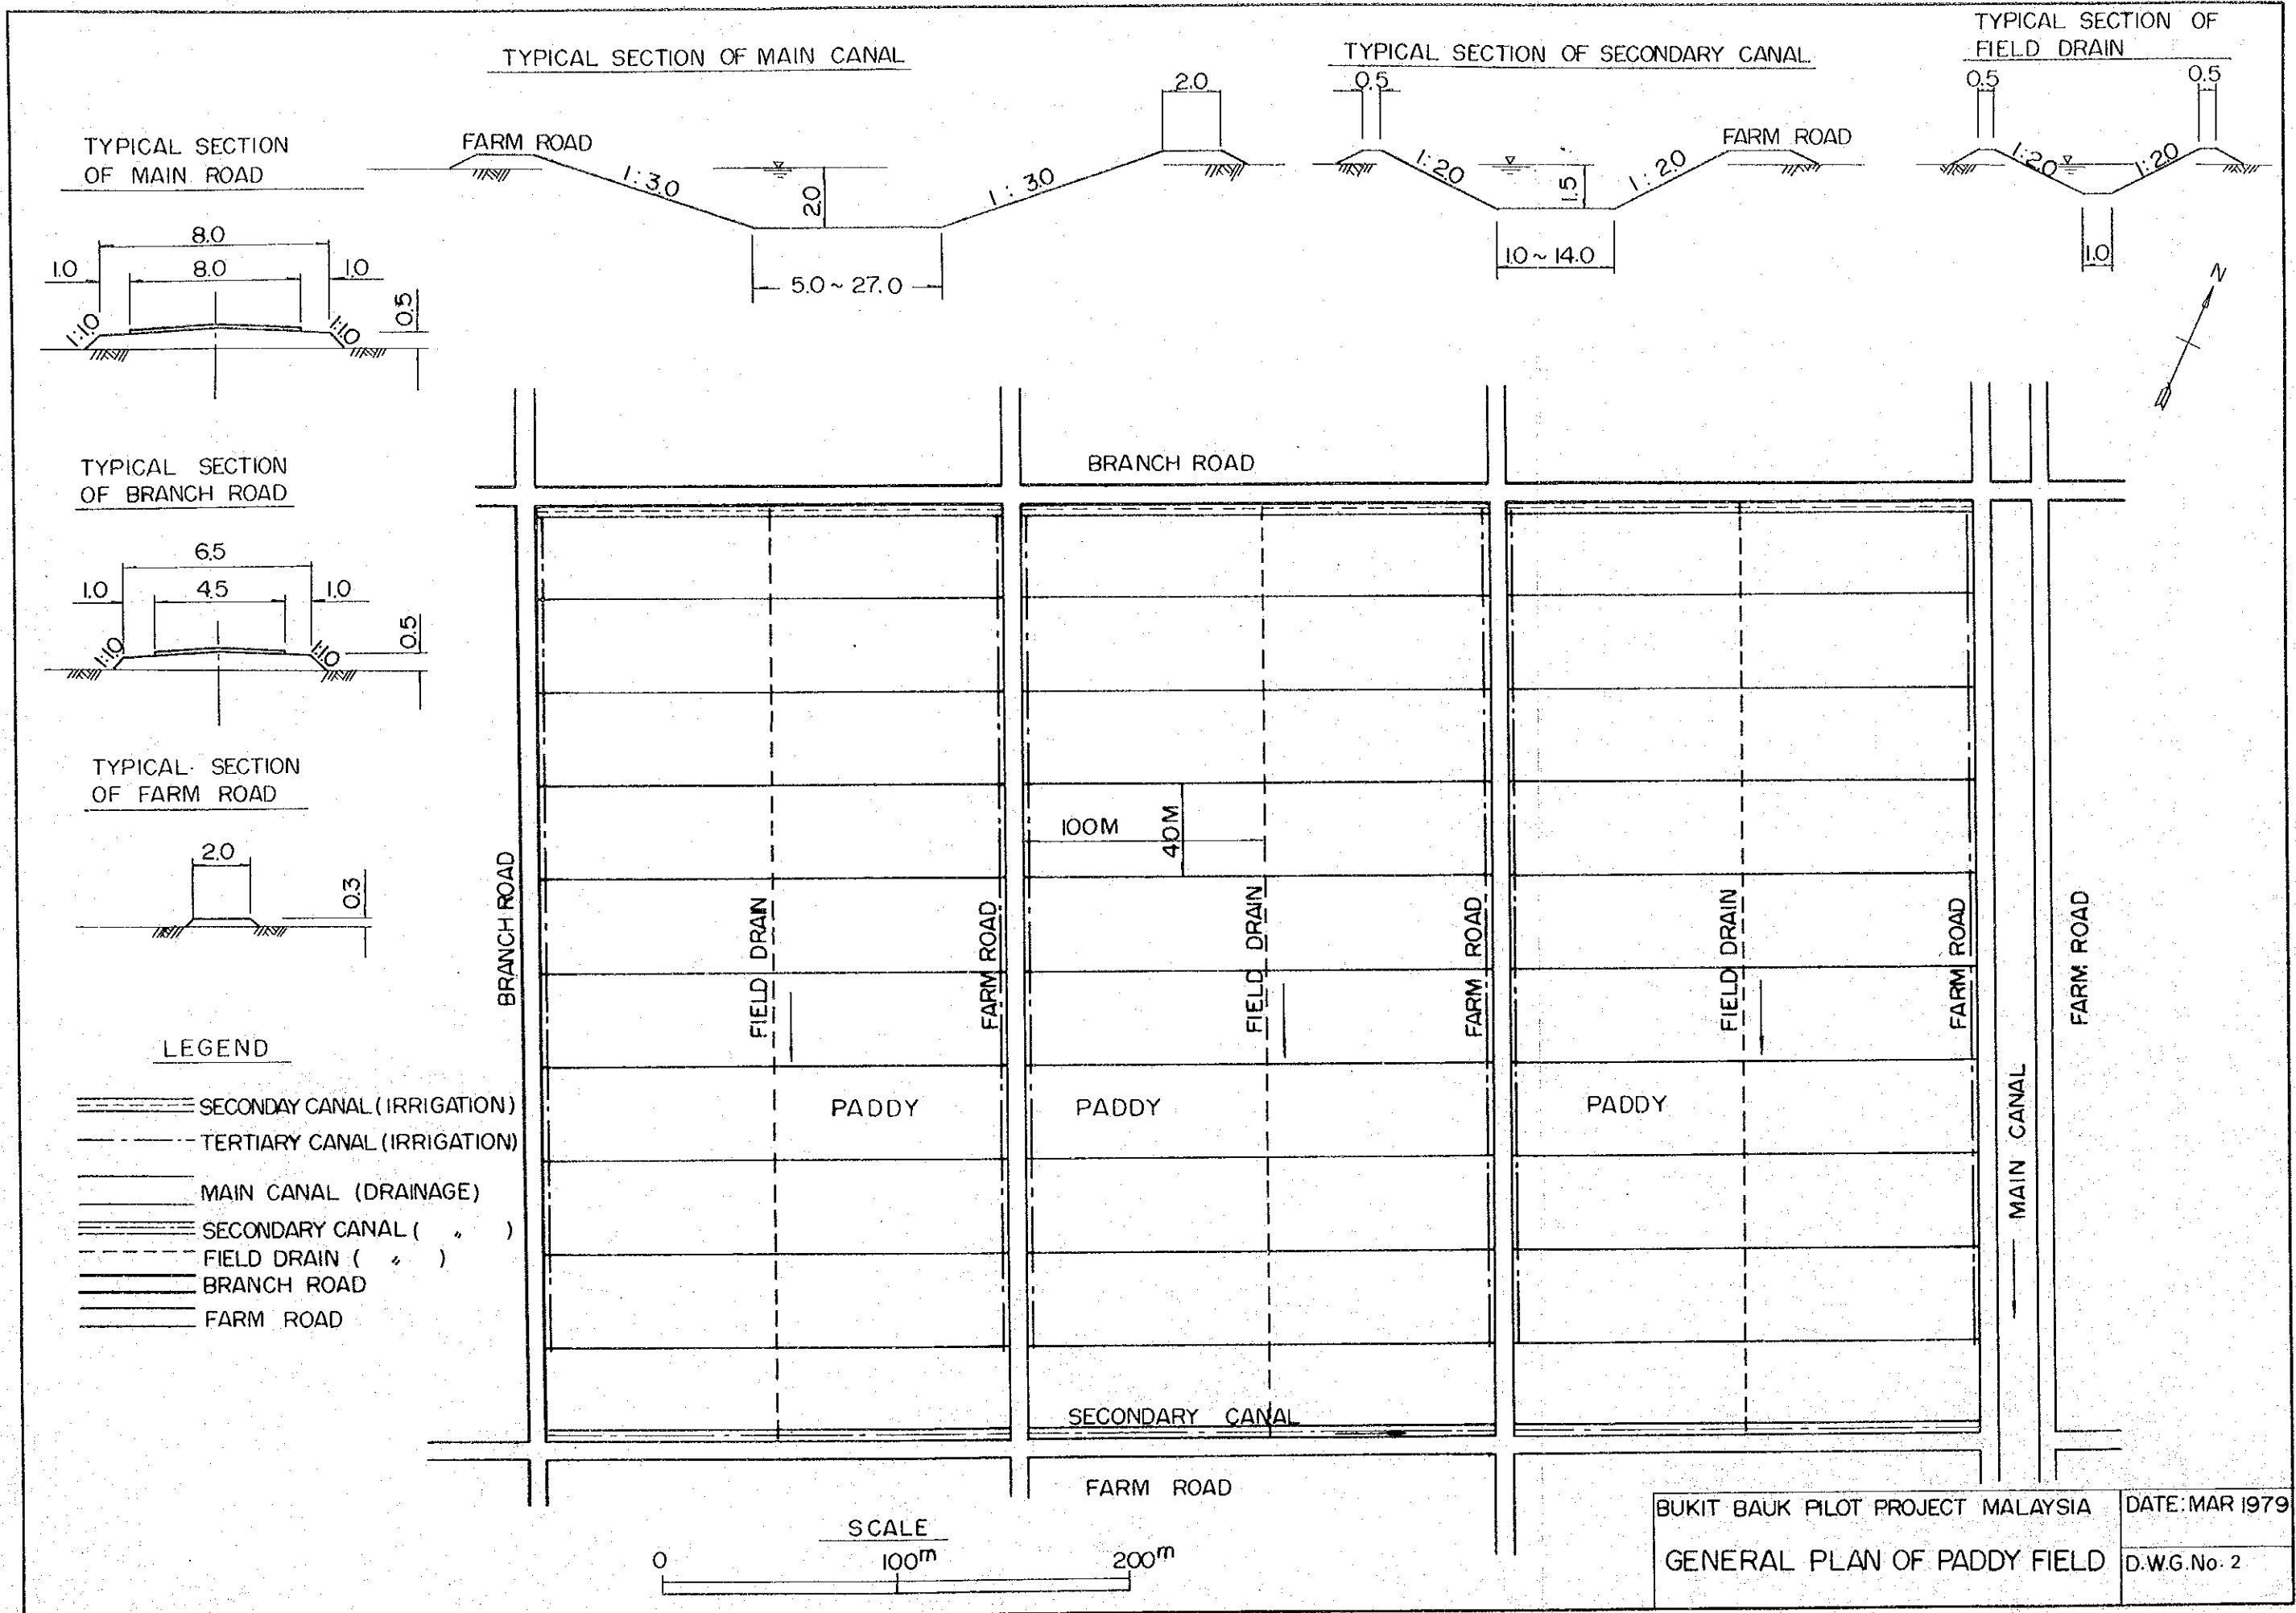 TYPICAL SECTION OF MAIN CANAL
FARM ROAD
1:3.0
2.0
1:3.0
2.0
5.0~27.0
TYPICAL SECTION OF SECONDARY CANAL
0.5
1:2.0
1.5
1:2.0
FARM ROAD
1.0~14.0
TYPICAL SECTION OF
FIELD DRAIN
0.5
0.5
1:2.0
1:2.0
1.0
N
TYPICAL SECTION
OF MAIN ROAD
8.0
1.0
8.0
1.0
1:1.0
1:1.0
0.5
TYPICAL SECTION
OF BRANCH ROAD
6.5
1.0
4.5
1.0
1:1.0
1:1.0
0.5
TYPICAL SECTION
OF FARM ROAD
2.0
0.3
LEGEND
SECONDAY CANAL (IRRIGATION)
TERTIARY CANAL (IRRIGATION)
MAIN CANAL (DRAINAGE)
SECONDARY CANAL ( 〃 )
FIELD DRAIN ( 〃 )
BRANCH ROAD
FARM ROAD
BRANCH ROAD
100M
40M
BRANCH ROAD
FIELD DRAIN
FARM ROAD
FIELD DRAIN
FARM ROAD
FIELD DRAIN
FARM ROAD
MAIN CANAL
FARM ROAD
PADDY
PADDY
PADDY
SECONDARY CANAL
FARM ROAD
SCALE
0
100m
200m
BUKIT BAUK PILOT PROJECT MALAYSIA
DATE: MAR 1979
GENERAL PLAN OF PADDY FIELD
D.W.G. No. 2